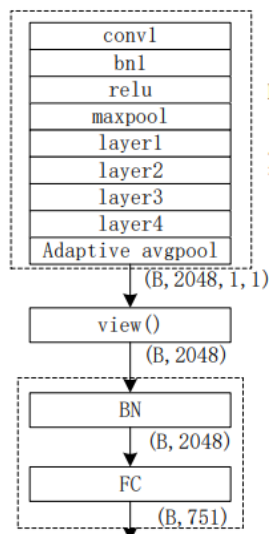 conv1
bn1
relu
maxpool
layer1
layer2
layer3
layer4
Adaptive avgpool
(B,2048,1,1)
view()
(B,2048)
BN
(B,2048)
FC
(B,751)